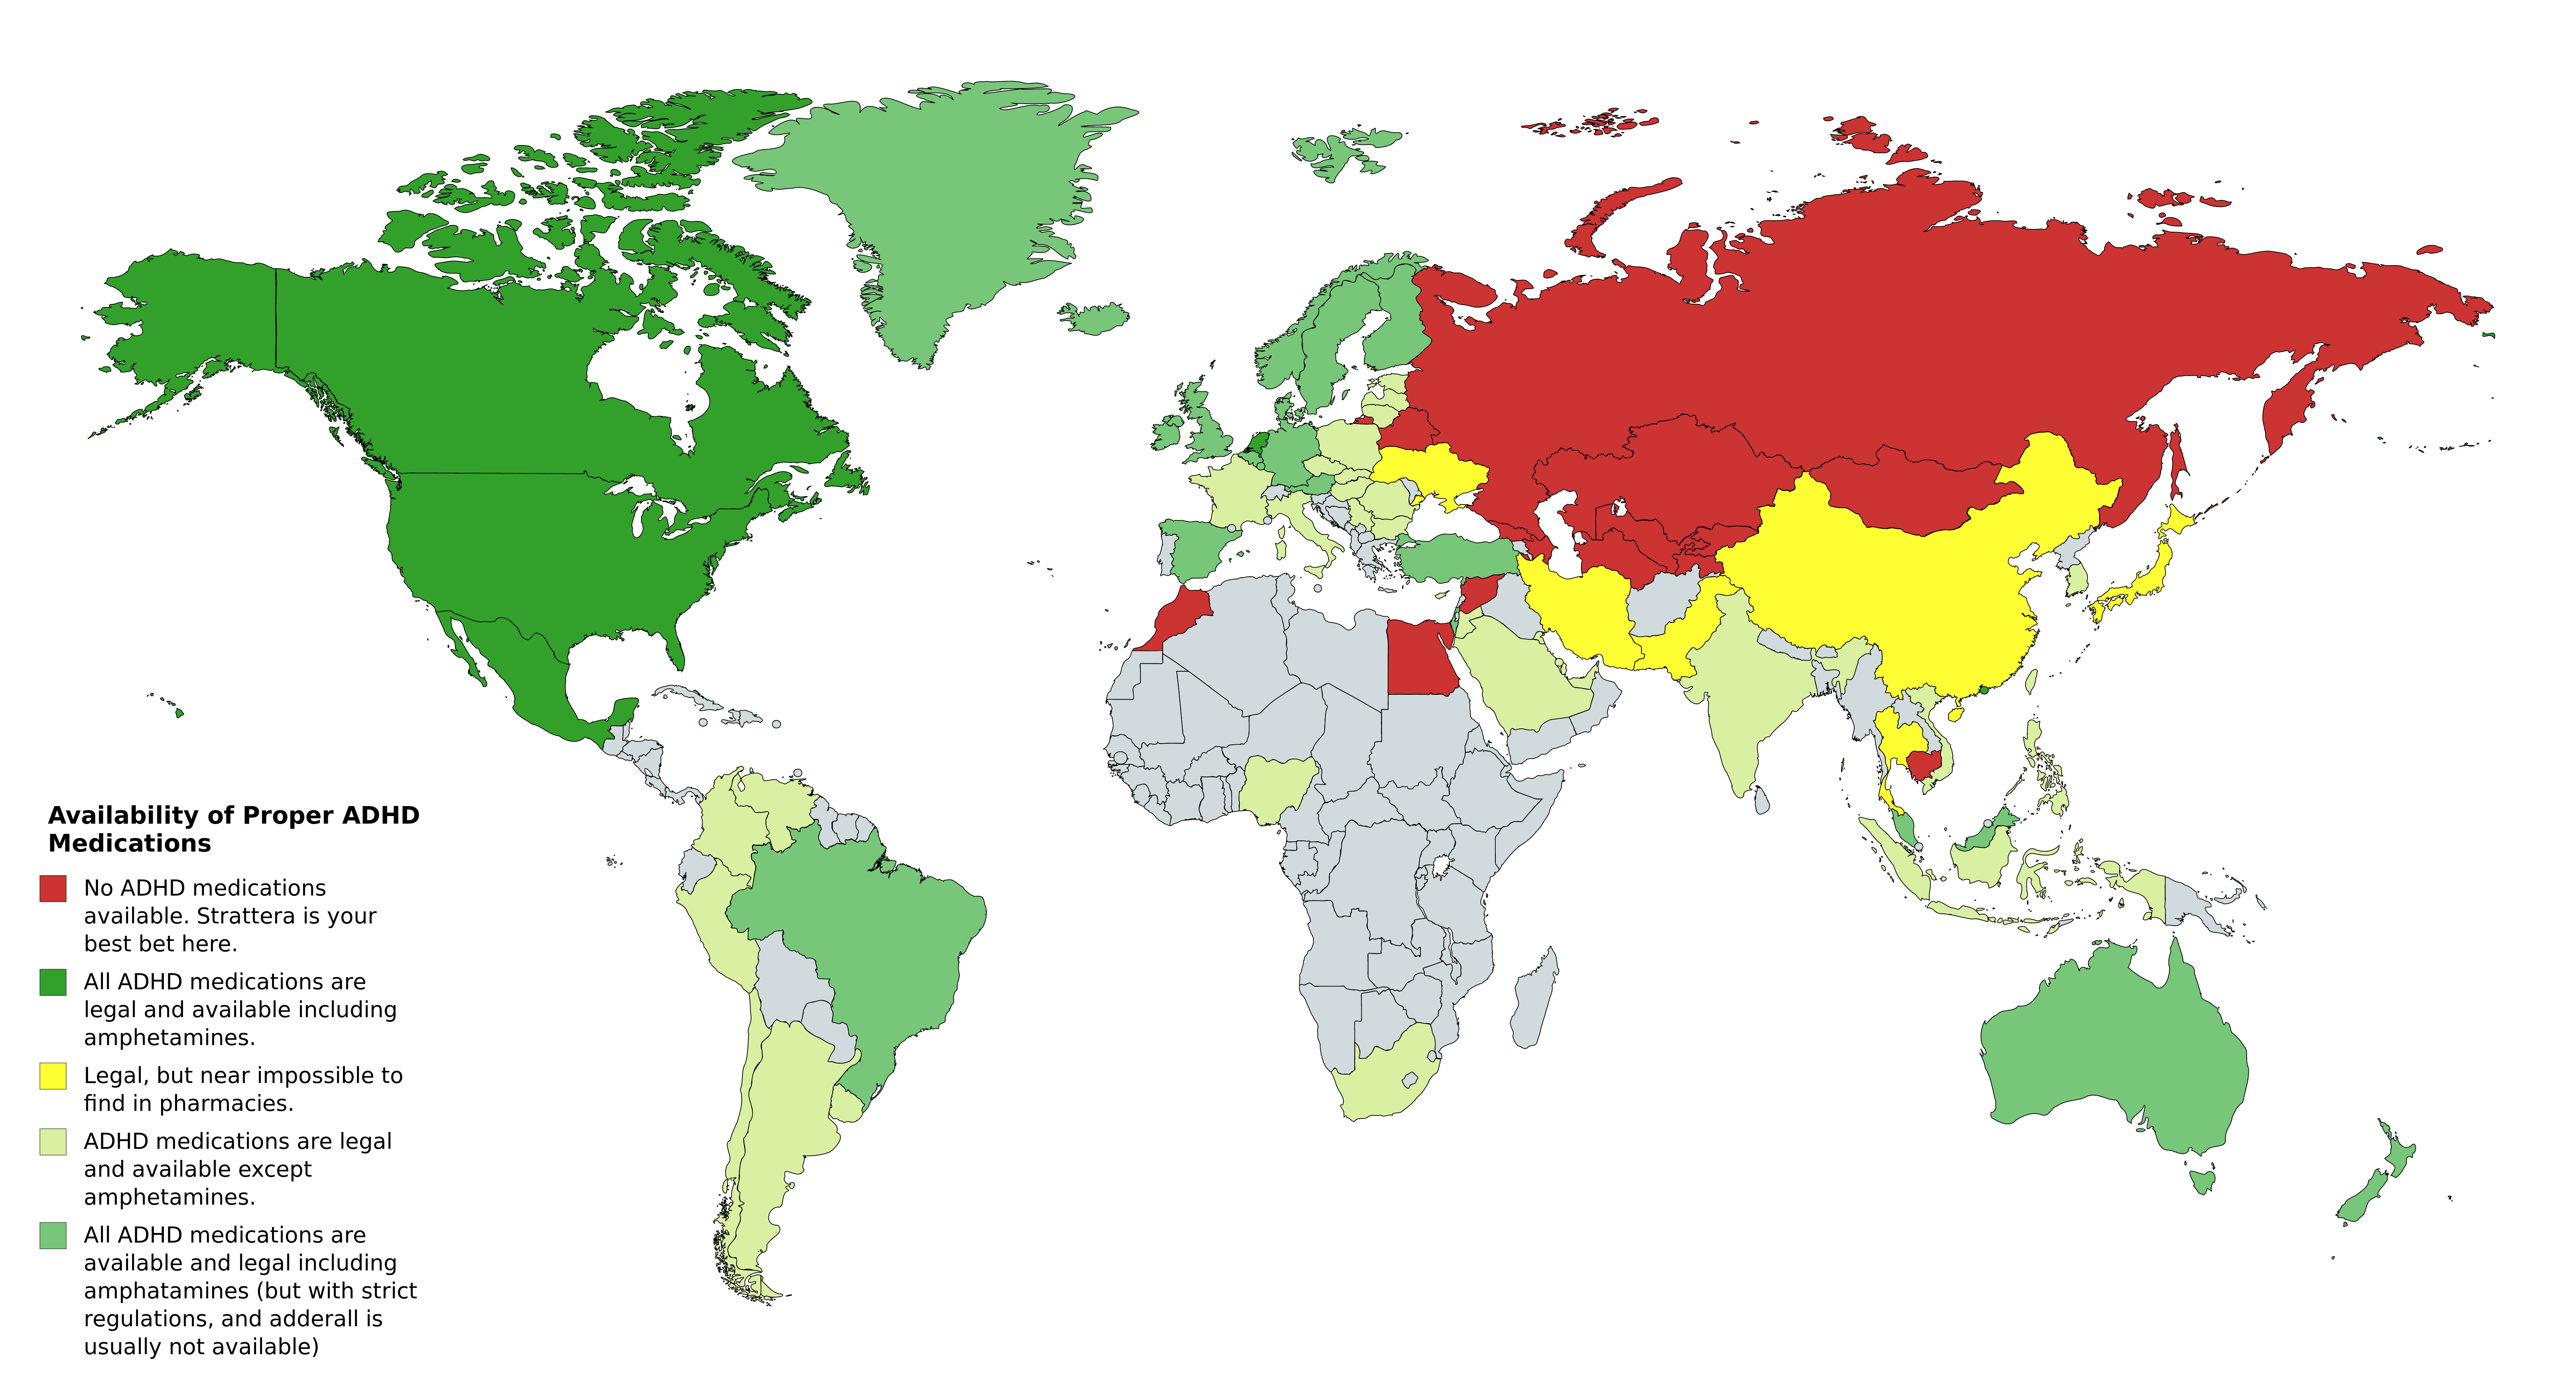 Availability of Proper ADHD
Medications
No ADHD medications
available. Strattera is your
best bet here.
All ADHD medications are
legal and available including
amphetamines.
Legal, but near impossible to
find in pharmacies.
ADHD medications are legal
and available except
amphetamines.
All ADHD medications are
available and legal including
amphatamines (but with strict
regulations, and adderall is
usually not available)